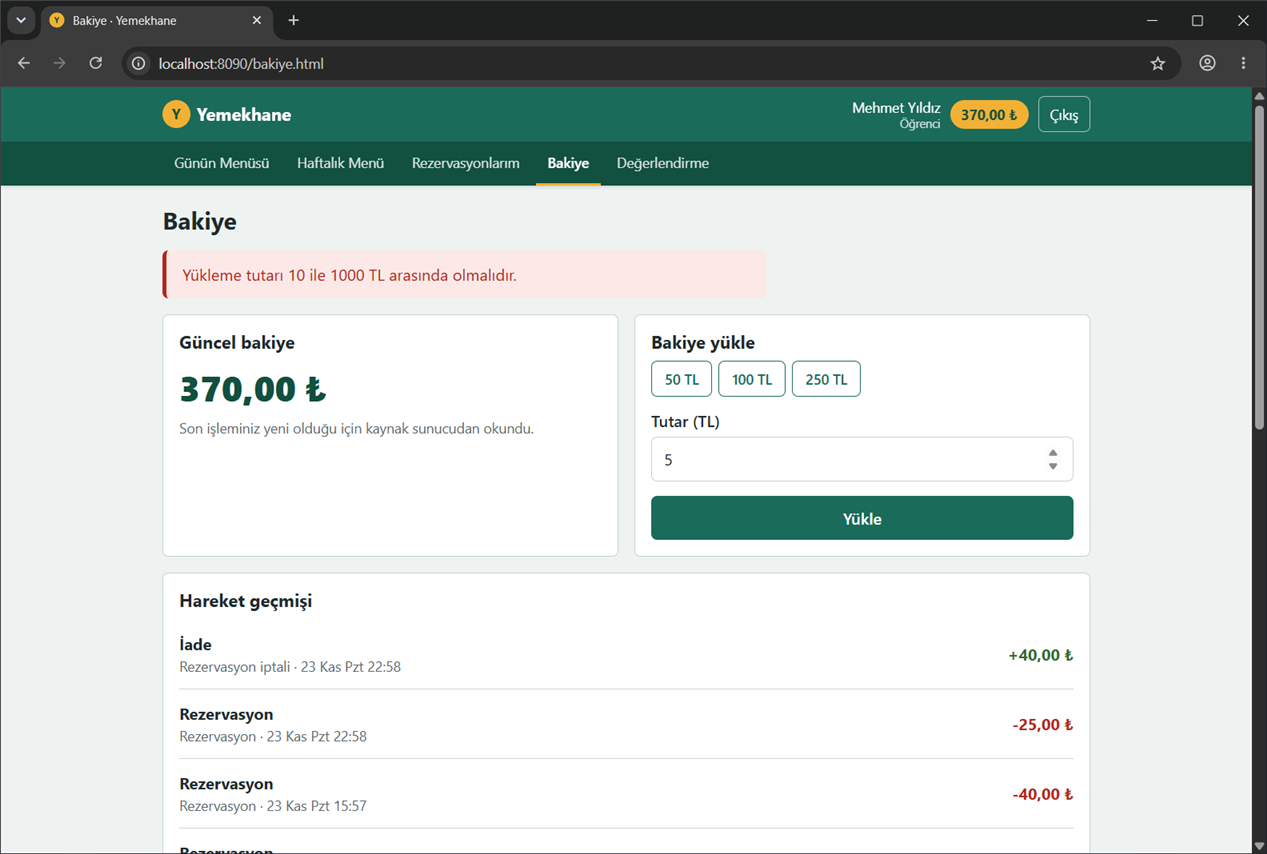 Y Bakiye · Yemekhane
localhost:8090/bakiye.html
Y Yemekhane
Mehmet Yıldız
Öğrenci
370,00 ₺
Çıkış
Günün Menüsü Haftalık Menü Rezervasyonlarım Bakiye Değerlendirme
Bakiye
Yükleme tutarı 10 ile 1000 TL arasında olmalıdır.
Güncel bakiye
370,00 ₺
Son işleminiz yeni olduğu için kaynak sunucudan okundu.
Bakiye yükle
50 TL 100 TL 250 TL
Tutar (TL)
5
Yükle
Hareket geçmişi
İade
Rezervasyon iptali · 23 Kas Pzt 22:58
+40,00 ₺
Rezervasyon
Rezervasyon · 23 Kas Pzt 22:58
-25,00 ₺
Rezervasyon
Rezervasyon · 23 Kas Pzt 15:57
-40,00 ₺
Rezervasyon